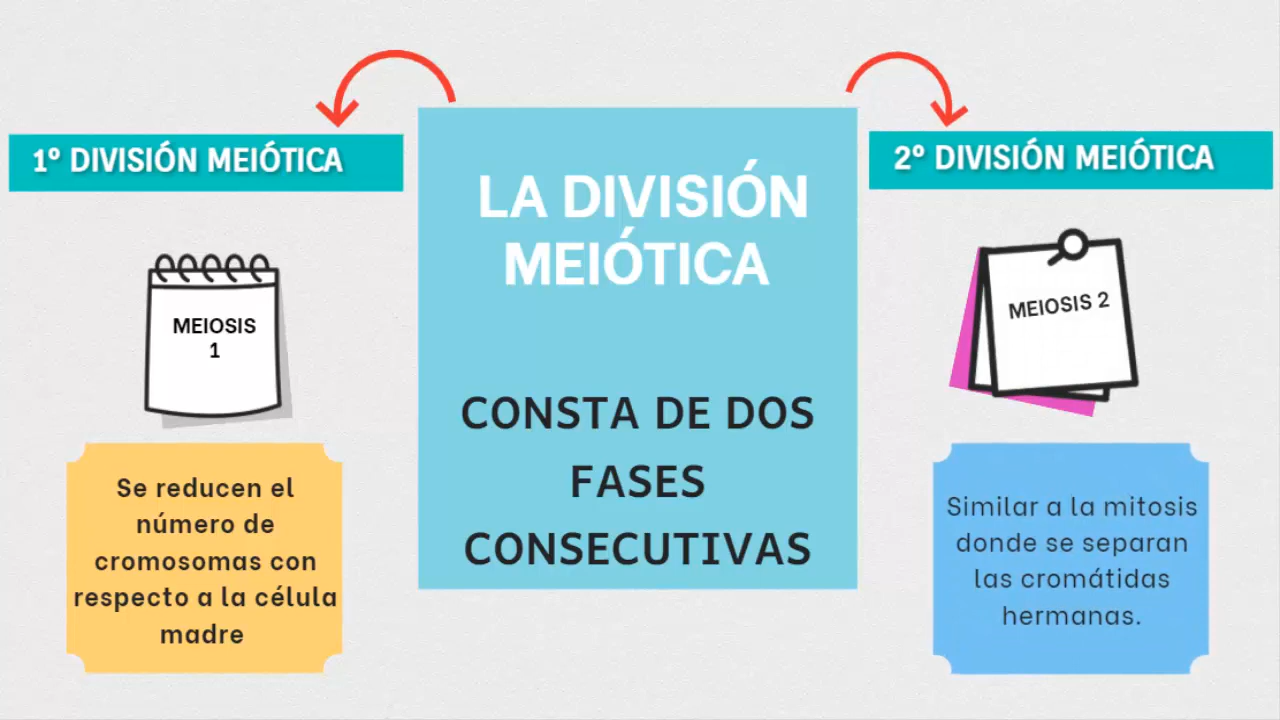 1º DIVISIÓN MEIÓTICA
MEIOSIS
1
Se reducen el
número de
cromosomas con
respecto a la célula
madre
LA DIVISIÓN
MEIÓTICA
CONSTA DE DOS
FASES
CONSECUTIVAS
2º DIVISIÓN MEIÓTICA
MEIOSIS 2
Similar a la mitosis
donde se separan
las cromátidas
hermanas.